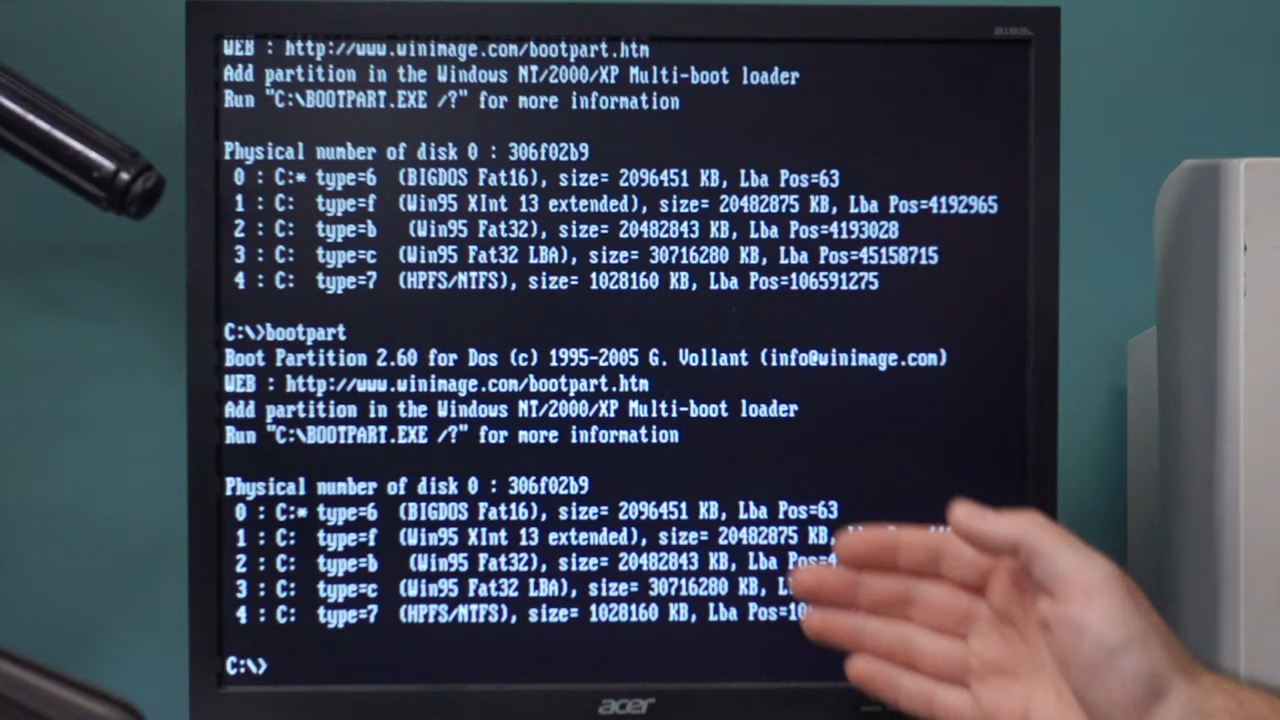 WEB : http://www.winimage.com/bootpart.htm
Add partition in the Windows NT/2000/XP Multi-boot loader
Run "C:\BOOTPART.EXE /?" for more information
Physical number of disk 0 : 306f02b9
0 : C:* type=6 (BIGDOS Fat16), size= 2096451 KB, Lba Pos=63
1 : C: type=f (Win95 XInt 13 extended), size= 20482875 KB, Lba Pos=4192965
2 : C: type=b (Win95 Fat32), size= 20482843 KB, Lba Pos=4193028
3 : C: type=c (Win95 Fat32 LBA), size= 30716280 KB, Lba Pos=45158715
4 : C: type=7 (HPFS/NTFS), size= 1028160 KB, Lba Pos=106591275
C:\>bootpart
Boot Partition 2.60 for Dos (c) 1995-2005 G. Vollant (info@winimage.com)
WEB : http://www.winimage.com/bootpart.htm
Add partition in the Windows NT/2000/XP Multi-boot loader
Run "C:\BOOTPART.EXE /?" for more information
Physical number of disk 0 : 306f02b9
0 : C:* type=6 (BIGDOS Fat16), size= 2096451 KB, Lba Pos=63
1 : C: type=f (Win95 XInt 13 extended), size= 20482875 KB,
2 : C: type=b (Win95 Fat32), size= 20482843 KB, Lba Pos=4
3 : C: type=c (Win95 Fat32 LBA), size= 30716280 KB,
4 : C: type=7 (HPFS/NTFS), size= 1028160 KB, Lba Pos=10
C:\>
acer